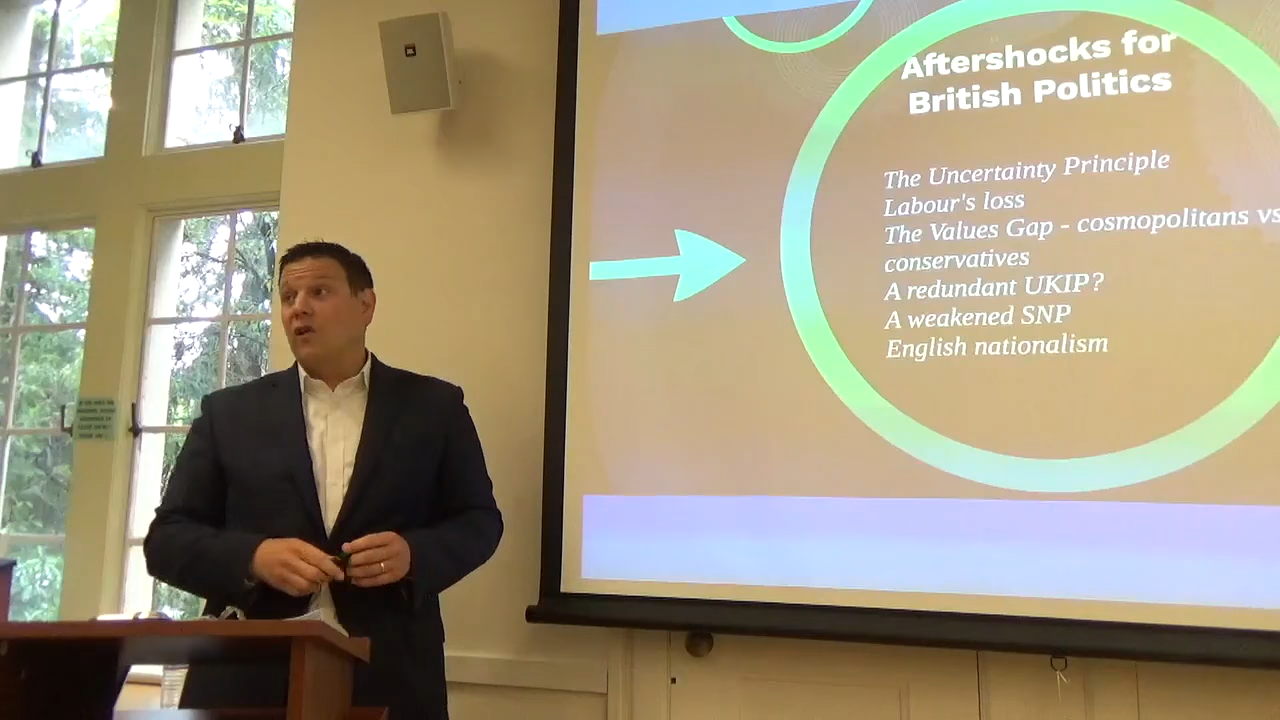 Aftershocks for
British Politics
The Uncertainty Principle
Labour's loss
The Values Gap - cosmopolitans vs
conservatives
A redundant UKIP?
A weakened SNP
English nationalism